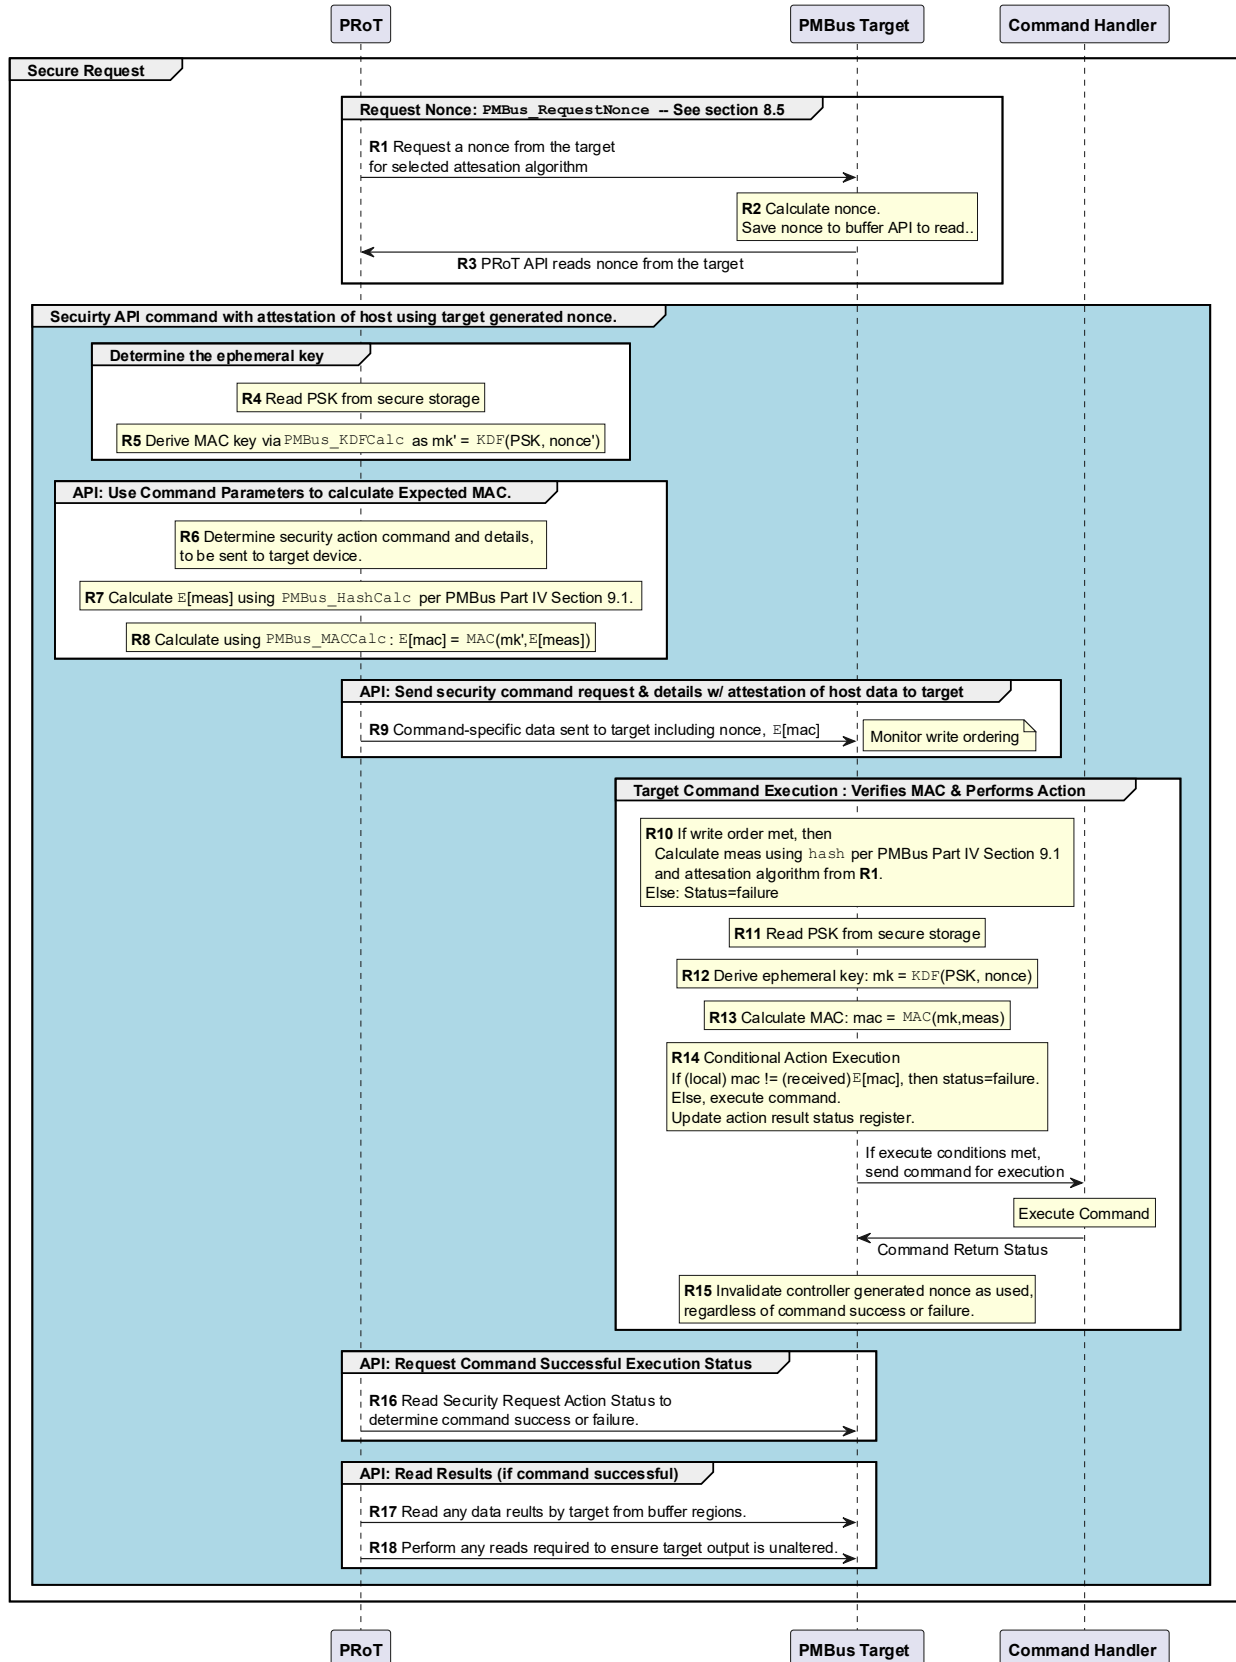 PRoT
PMBus Target
Command Handler
Secure Request
Request Nonce: PMBus_RequestNonce -- See section 8.5
R1 Request a nonce from the target
for selected attesation algorithm
R2 Calculate nonce.
Save nonce to buffer API to read..
R3 PRoT API reads nonce from the target
Secuirty API command with attestation of host using target generated nonce.
Determine the ephemeral key
R4 Read PSK from secure storage
R5 Derive MAC key via PMBus_KDFCalc as mk' = KDF(PSK, nonce')
API: Use Command Parameters to calculate Expected MAC.
R6 Determine security action command and details,
to be sent to target device.
R7 Calculate E[meas] using PMBus_HashCalc per PMBus Part IV Section 9.1.
R8 Calculate using PMBus_MACCalc: E[mac] = MAC(mk',E[meas])
API: Send security command request & details w/ attestation of host data to target
R9 Command-specific data sent to target including nonce, E[mac]
Monitor write ordering
Target Command Execution : Verifies MAC & Performs Action
R10 If write order met, then
Calculate meas using hash per PMBus Part IV Section 9.1
and attesation algorithm from R1.
Else: Status=failure
R11 Read PSK from secure storage
R12 Derive ephemeral key: mk = KDF(PSK, nonce)
R13 Calculate MAC: mac = MAC(mk,meas)
R14 Conditional Action Execution
If (local) mac != (received)E[mac], then status=failure.
Else, execute command.
Update action result status register.
If execute conditions met,
send command for execution
Execute Command
Command Return Status
R15 Invalidate controller generated nonce as used,
regardless of command success or failure.
API: Request Command Successful Execution Status
R16 Read Security Request Action Status to
determine command success or failure.
API: Read Results (if command successful)
R17 Read any data reults by target from buffer regions.
R18 Perform any reads required to ensure target output is unaltered.
PRoT
PMBus Target
Command Handler